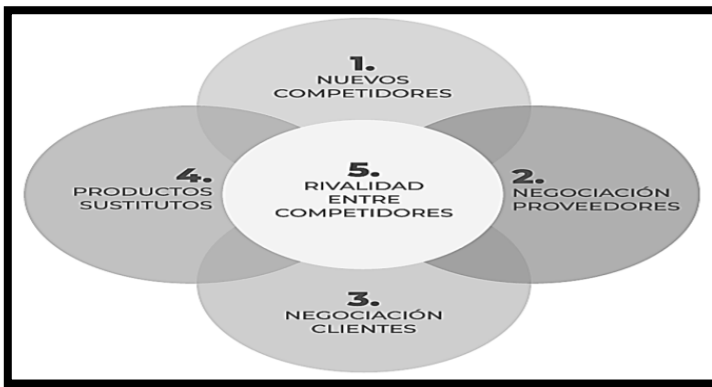 1.
NUEVOS
COMPETIDORES
4.
PRODUCTOS
SUSTITUTOS
5.
RIVALIDAD
ENTRE
COMPETIDORES
2.
NEGOCIACIÓN
PROVEEDORES
3.
NEGOCIACIÓN
CLIENTES